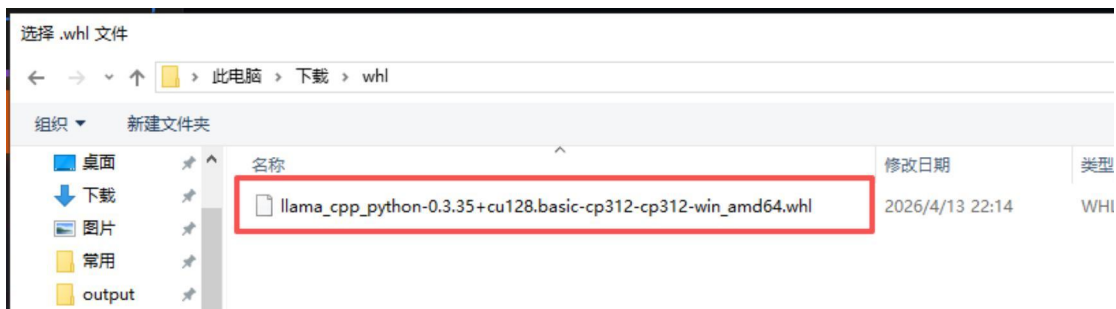 选择 .whl 文件
此电脑 › 下载 › whl
组织 新建文件夹
桌面
下载
图片
常用
output
名称 修改日期 类型
llama_cpp_python-0.3.35+cu128.basic-cp312-cp312-win_amd64.whl 2026/4/13 22:14 WHL